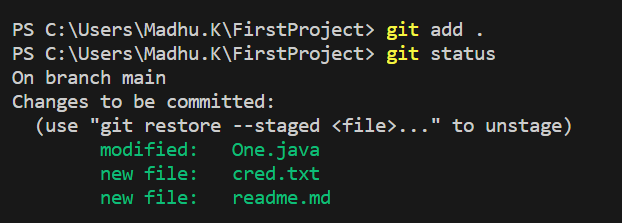 PS C:\Users\Madhu.K\FirstProject> git add .
PS C:\Users\Madhu.K\FirstProject> git status
On branch main
Changes to be committed:
  (use "git restore --staged <file>..." to unstage)
        modified:   One.java
        new file:   cred.txt
        new file:   readme.md